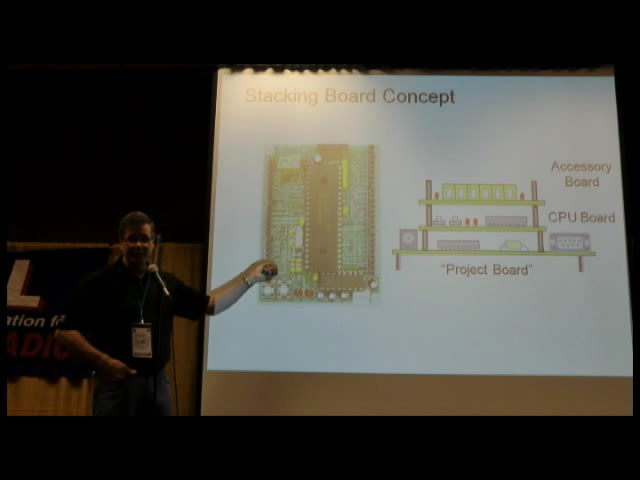 Stacking Board Concept
Accessory
Board
CPU Board
"Project Board"
L
ation f
ADIO